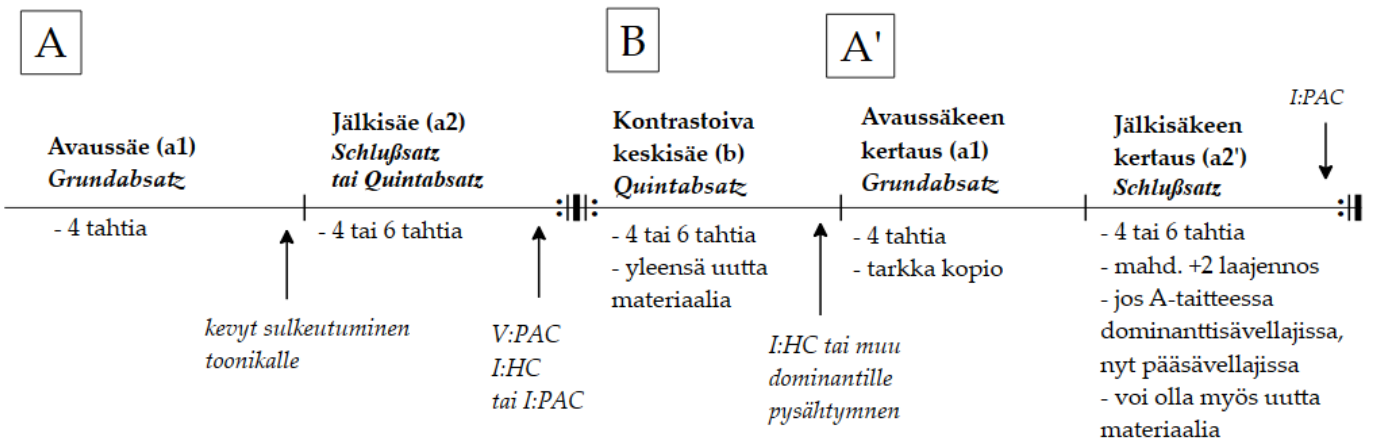 A
B
A'
Avaussäe (a1)
Grundabsatz
- 4 tahtia
kevyt sulkeutuminen
toonikalle
Jälkisäe (a2)
Schlußsatz
tai Quintabsatz
- 4 tai 6 tahtia
V:PAC
I:HC
tai I:PAC
Kontrastoiva
keskisäe (b)
Quintabsatz
- 4 tai 6 tahtia
- yleensä uutta
materiaalia
I:HC tai muu
dominantille
pysähtymnen
Avaussäkeen
kertaus (a1)
Grundabsatz
- 4 tahtia
- tarkka kopio
I:PAC
Jälkisäkeen
kertaus (a2')
Schlußsatz
- 4 tai 6 tahtia
- mahd. +2 laajennos
- jos A-taitteessa
dominanttisävellajissa,
nyt pääsävellajissa
- voi olla myös uutta
materiaalia